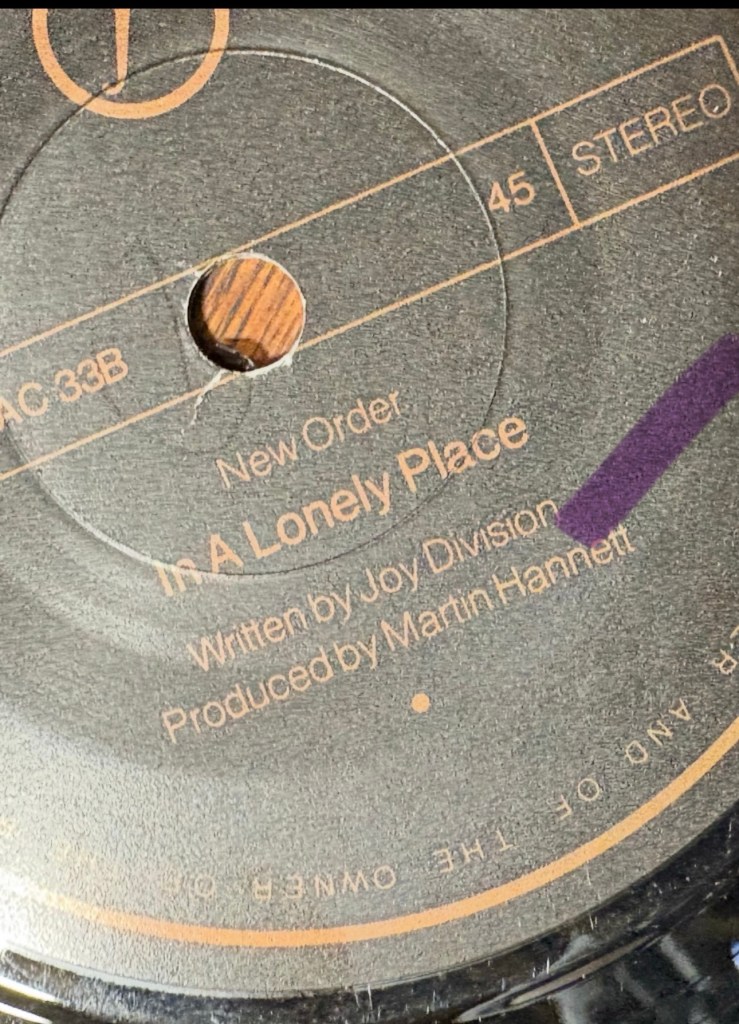 45
STEREO
AC 33B
New Order
In A Lonely Place
Written by Joy Division
Produced by Martin Hannett
AND OF THE OWNER OF